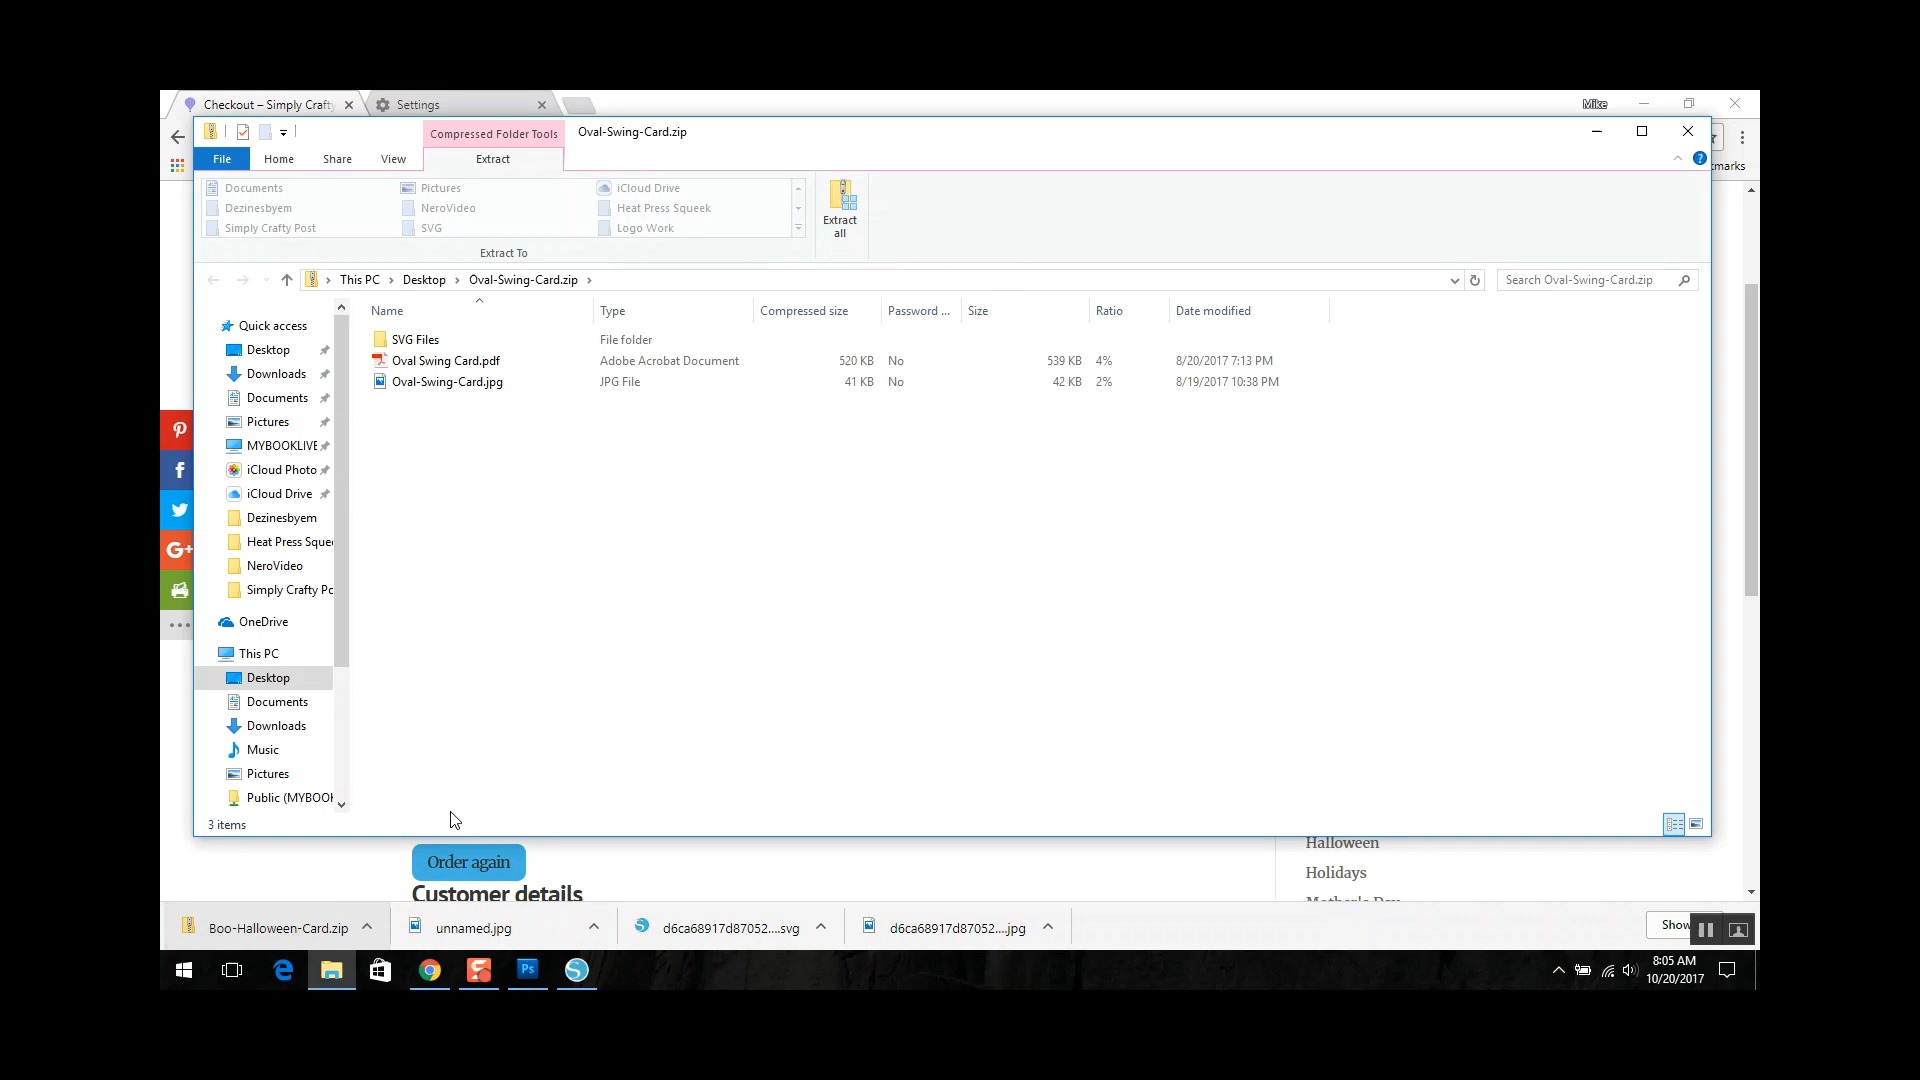 Checkout – Simply Craft
Settings
Mike
Compressed Folder Tools
Oval-Swing-Card.zip
File
Home
Share
View
Extract
marks
Documents
Pictures
iCloud Drive
Dezinesbyem
NeroVideo
Heat Press Squeek
Simply Crafty Post
SVG
Logo Work
Extract
all
Extract To
This PC
Desktop
Oval-Swing-Card.zip
Search Oval-Swing-Card.zip
Name
Type
Compressed size
Password ...
Size
Ratio
Date modified
SVG Files
File folder
Oval Swing Card.pdf
Adobe Acrobat Document
520 KB
No
539 KB
4%
8/20/2017 7:13 PM
Oval-Swing-Card.jpg
JPG File
41 KB
No
42 KB
2%
8/19/2017 10:38 PM
Quick access
Desktop
Downloads
Documents
Pictures
MYBOOKLIVE
iCloud Photo
iCloud Drive
Dezinesbyem
Heat Press Squee
NeroVideo
Simply Crafty Po
OneDrive
This PC
Desktop
Documents
Downloads
Music
Pictures
Public (MYBOOK
3 items
Order again
Customer details
Halloween
Holidays
Mother's Day
Boo-Halloween-Card.zip
unnamed.jpg
d6ca68917d87052....svg
d6ca68917d87052....jpg
Show
Ps
8:05 AM
10/20/2017